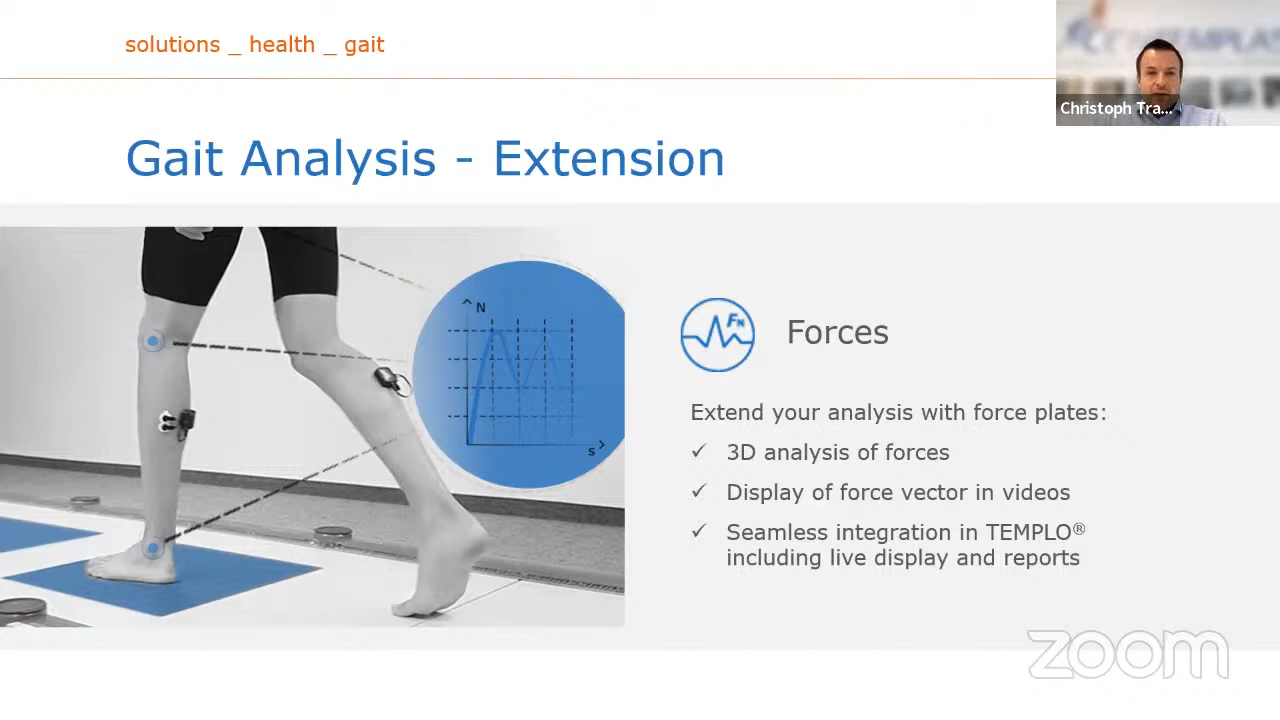 solutions _ health _ gait
Christoph Tra...
Gait Analysis - Extension
N
s
FN
Forces
Extend your analysis with force plates:
✓ 3D analysis of forces
✓ Display of force vector in videos
✓ Seamless integration in TEMPLO®
including live display and reports
zoom